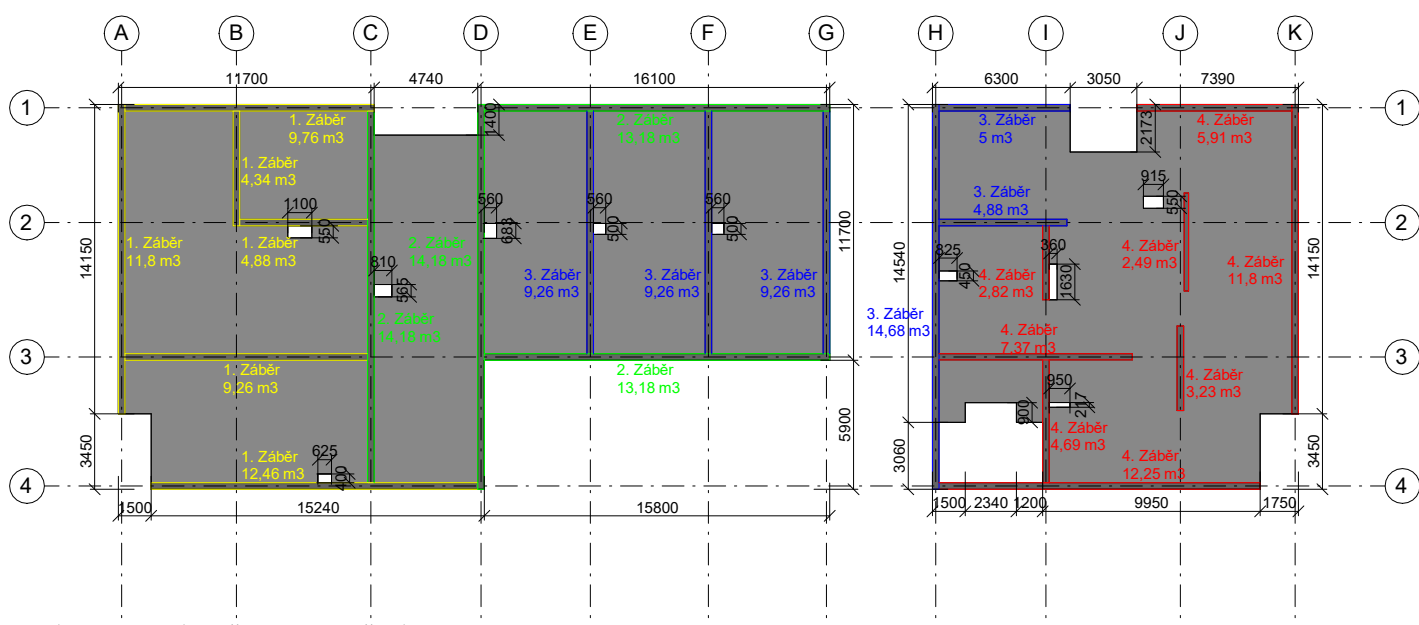 A B C D E F G H I J K
11700 4740 16100 6300 3050 7390
1 1
1. Záběr
9,76 m3
1400
2. Záběr
13,18 m3
3. Záběr
5 m3
2173
4. Záběr
5,91 m3
1. Záběr
4,34 m3
1100
550
560
683
560
500
560
500
915
550
3. Záběr
4,88 m3
2 2
14150
1. Záběr
11,8 m3
1. Záběr
4,88 m3
810
565
2. Záběr
14,18 m3
11700
14540
825
450
360
1630
4. Záběr
2,82 m3
4. Záběr
2,49 m3
4. Záběr
11,8 m3
14150
3. Záběr
9,26 m3
3. Záběr
9,26 m3
3. Záběr
9,26 m3
2. Záběr
14,18 m3
3. Záběr
14,68 m3
4. Záběr
7,37 m3
3 3
1. Záběr
9,26 m3
2. Záběr
13,18 m3
950
217
900
4. Záběr
3,23 m3
3450
5900
3060
3450
1. Záběr
12,46 m3
625
400
4. Záběr
4,69 m3
4. Záběr
12,25 m3
4 4
1500 15240 15800 1500 2340 1200 9950 1750